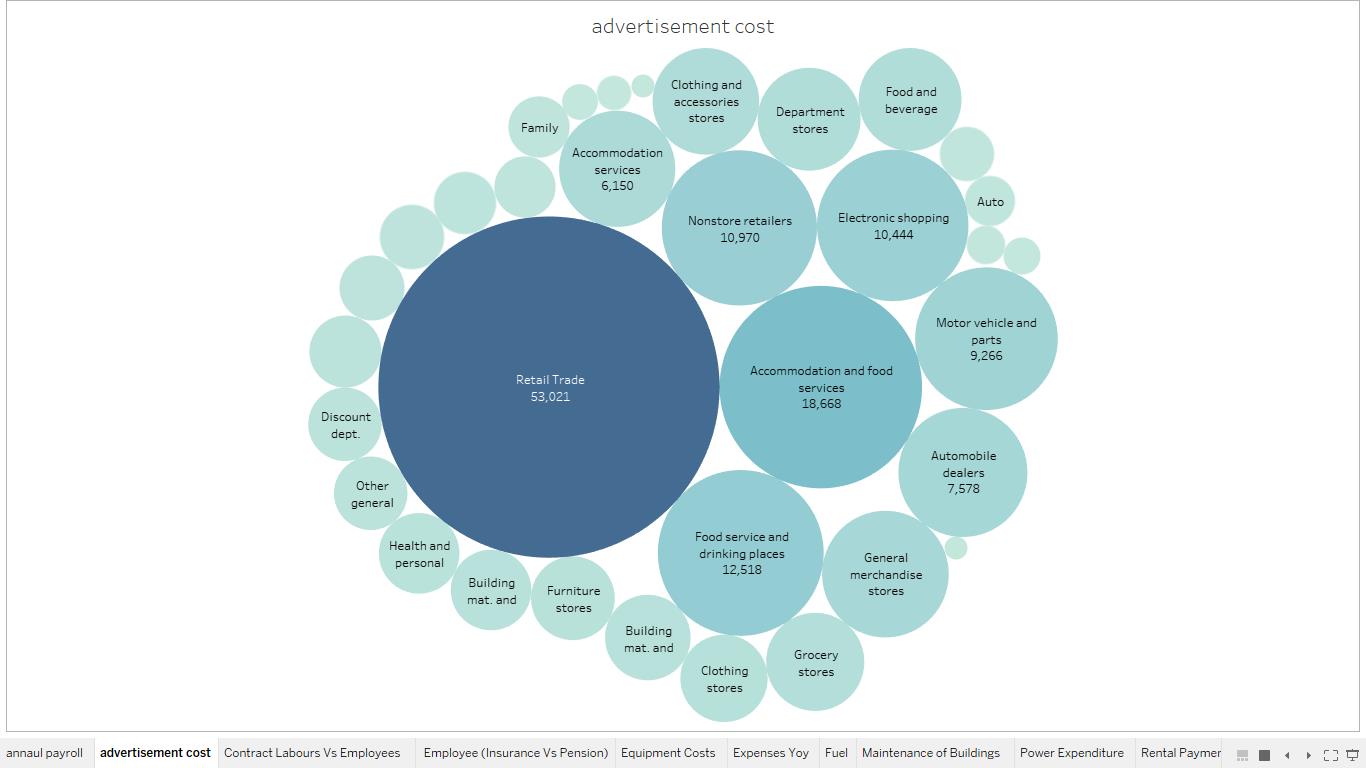 advertisement cost
Clothing and
accessories
stores
Department
stores
Food and
beverage
Family
Accommodation
services
6,150
Nonstore retailers
10,970
Electronic shopping
10,444
Auto
Motor vehicle and
parts
9,266
Retail Trade
53,021
Accommodation and food
services
18,668
Discount
dept.
Automobile
dealers
7,578
Other
general
Health and
personal
Food service and
drinking places
12,518
General
merchandise
stores
Building
mat. and
Furniture
stores
Building
mat. and
Clothing
stores
Grocery
stores
annaul payroll
advertisement cost
Contract Labours Vs Employees
Employee (Insurance Vs Pension)
Equipment Costs
Expenses Yoy
Fuel
Maintenance of Buildings
Power Expenditure
Rental Paymer